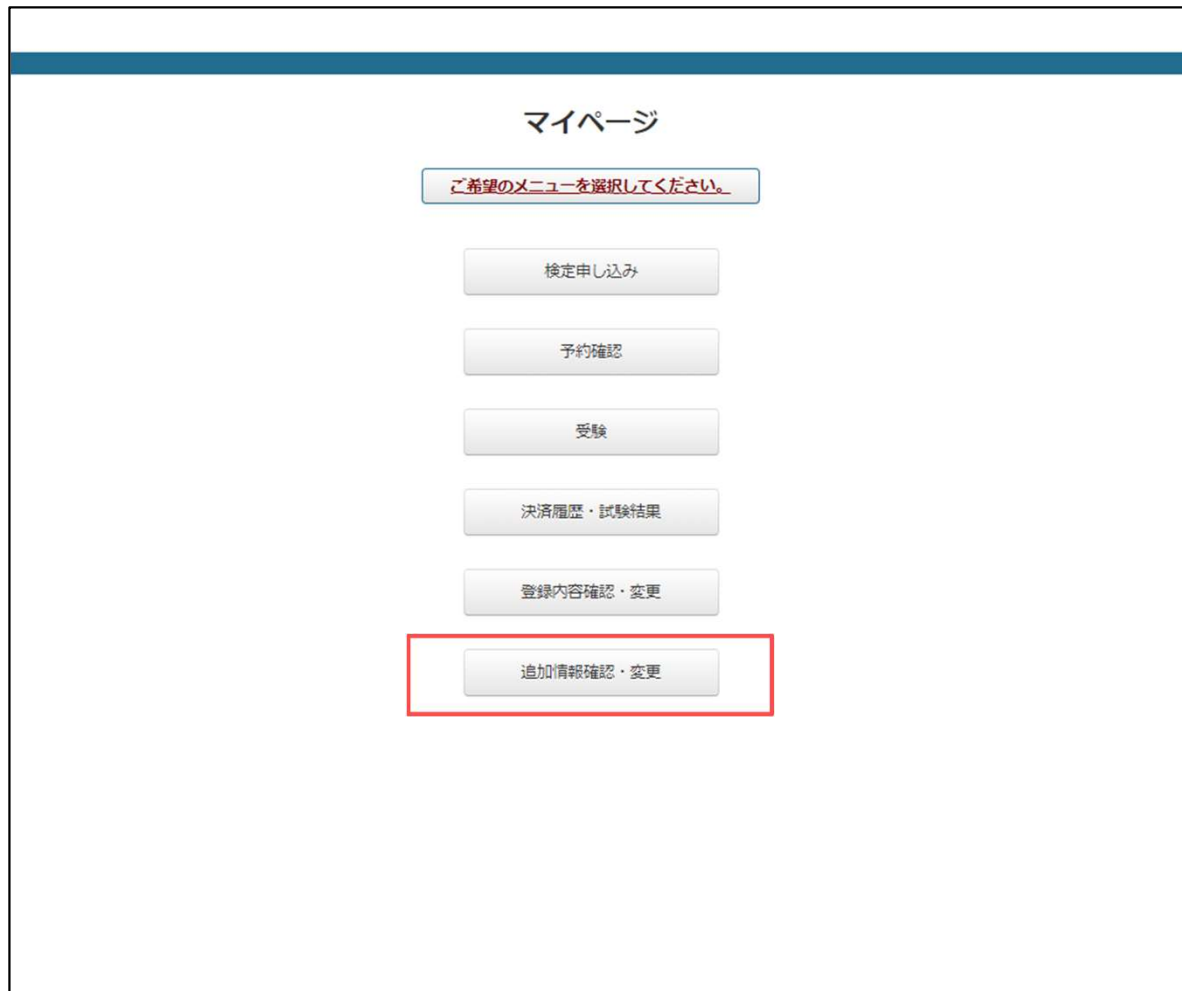 マイページ
ご希望のメニューを選択してください。
検定申し込み
予約確認
受験
決済履歴・試験結果
登録内容確認・変更
追加情報確認・変更